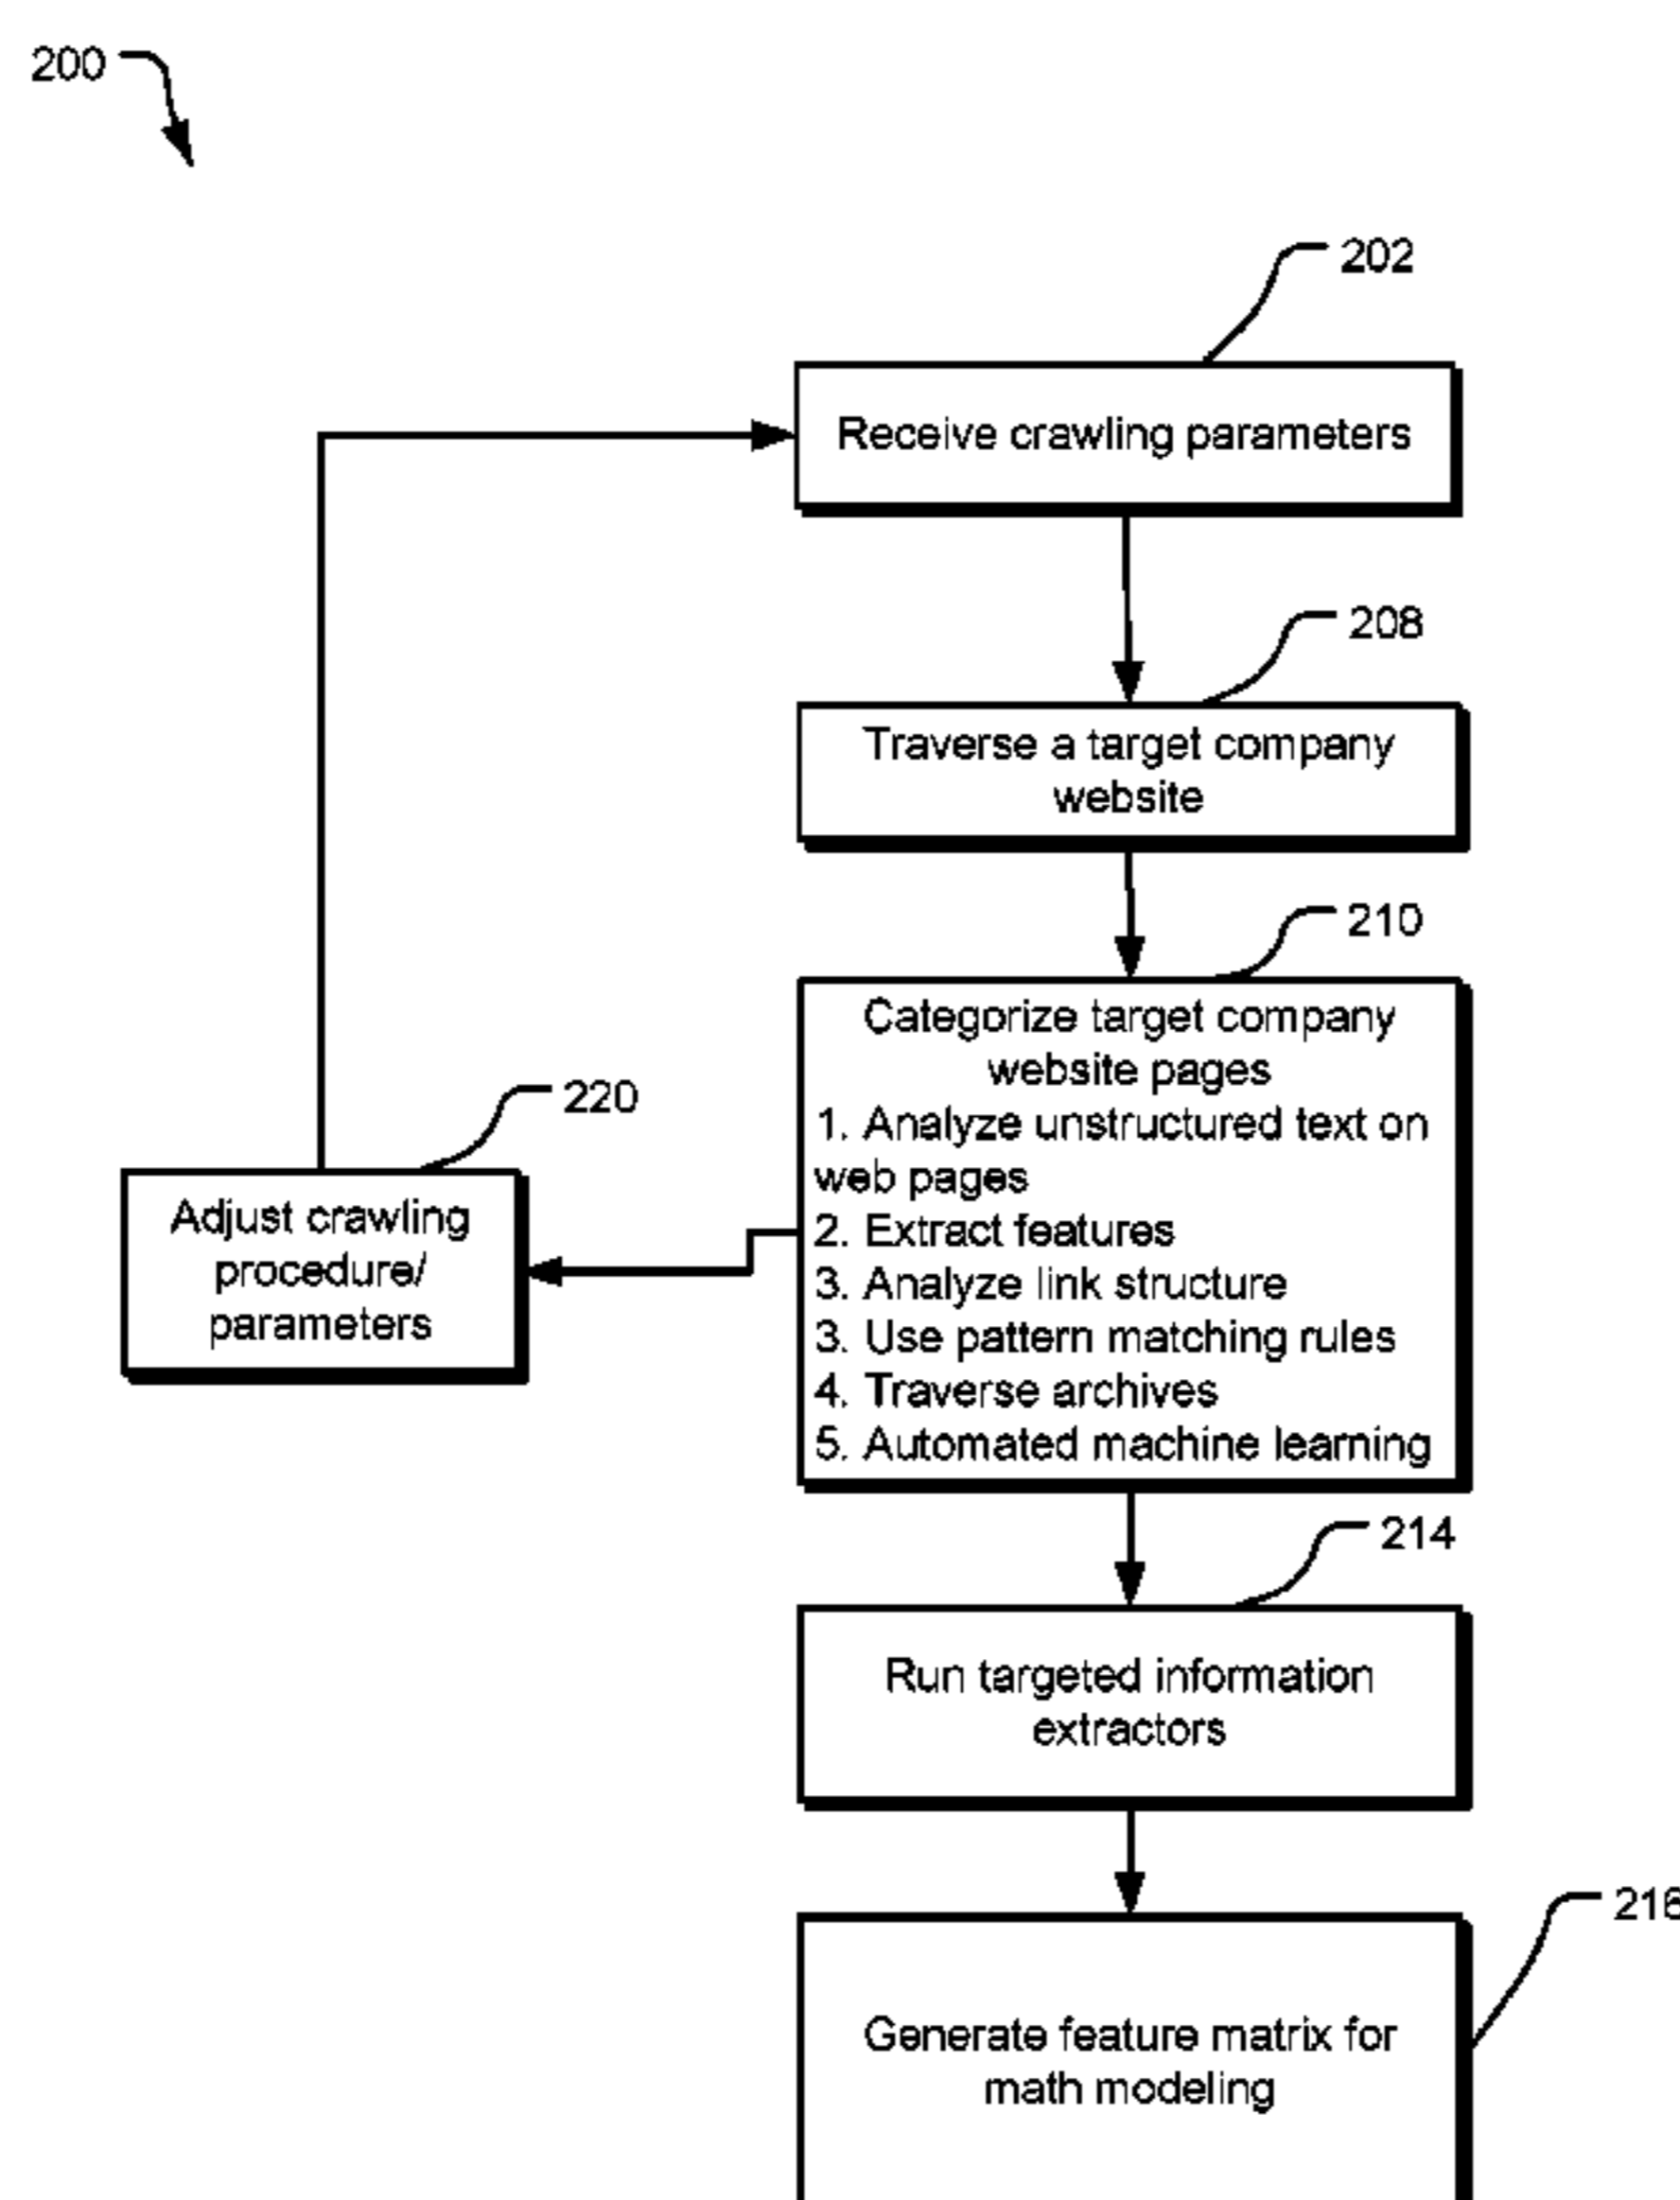 200
202
Receive crawling parameters
208
Traverse a target company
website
210
Categorize target company
website pages
1. Analyze unstructured text on
web pages
2. Extract features
3. Analyze link structure
3. Use pattern matching rules
4. Traverse archives
5. Automated machine learning
220
Adjust crawling
procedure/
parameters
214
Run targeted information
extractors
Generate feature matrix for
math modeling